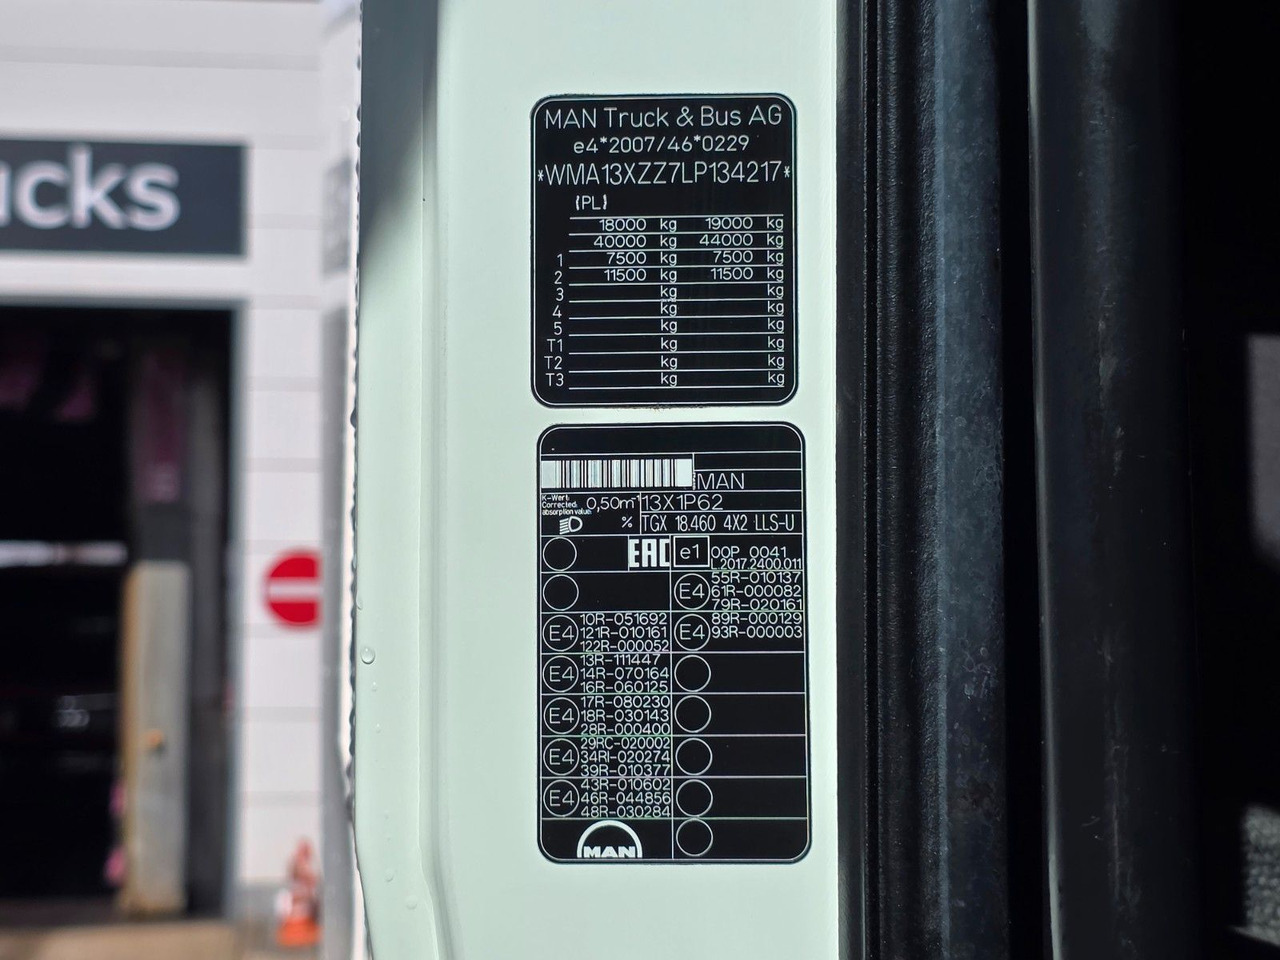 ucks
MAN Truck & Bus AG
e4*2007/46*0229
*WMA13XZZ7LP134217*
{PL}
18000 kg 19000 kg
40000 kg 44000 kg
1 7500 kg 7500 kg
2 11500 kg 11500 kg
3 kg kg
4 kg kg
5 kg kg
T1 kg kg
T2 kg kg
T3 kg kg
MAN
K-Wert:
Corrected
absorption value:
0,50m⁻¹
13X1P62
% TGX 18.460 4X2 LLS-U
EAC e1 00P_0041
L_2017.2400.011
E4 55R-010137
61R-000082
79R-020161
E4 10R-051692
121R-010161
122R-000052
E4 89R-000129
93R-000003
E4 13R-111447
14R-070164
16R-060125
E4 17R-080230
18R-030143
28R-000400
E4 29RC-020002
34RI-020274
39R-010377
E4 43R-010602
46R-044856
48R-030284
MAN